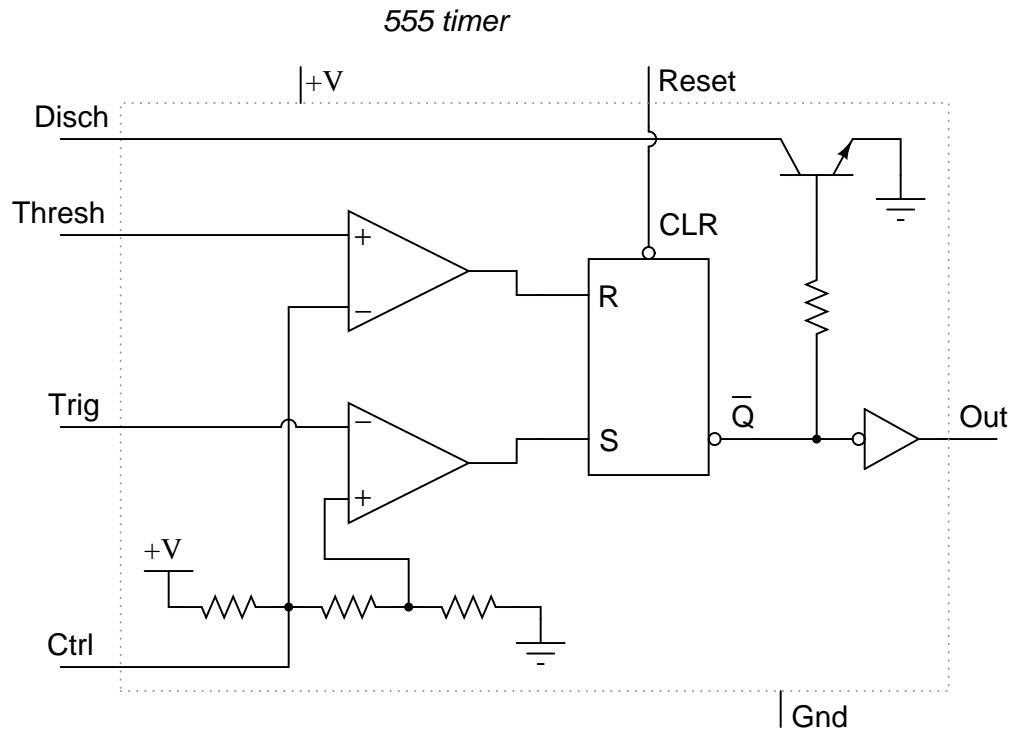 555 timer
+V
Reset
Disch
Thresh
CLR
+
R
−
Trig
−
S
Q̅
Out
+
+V
Ctrl
Gnd